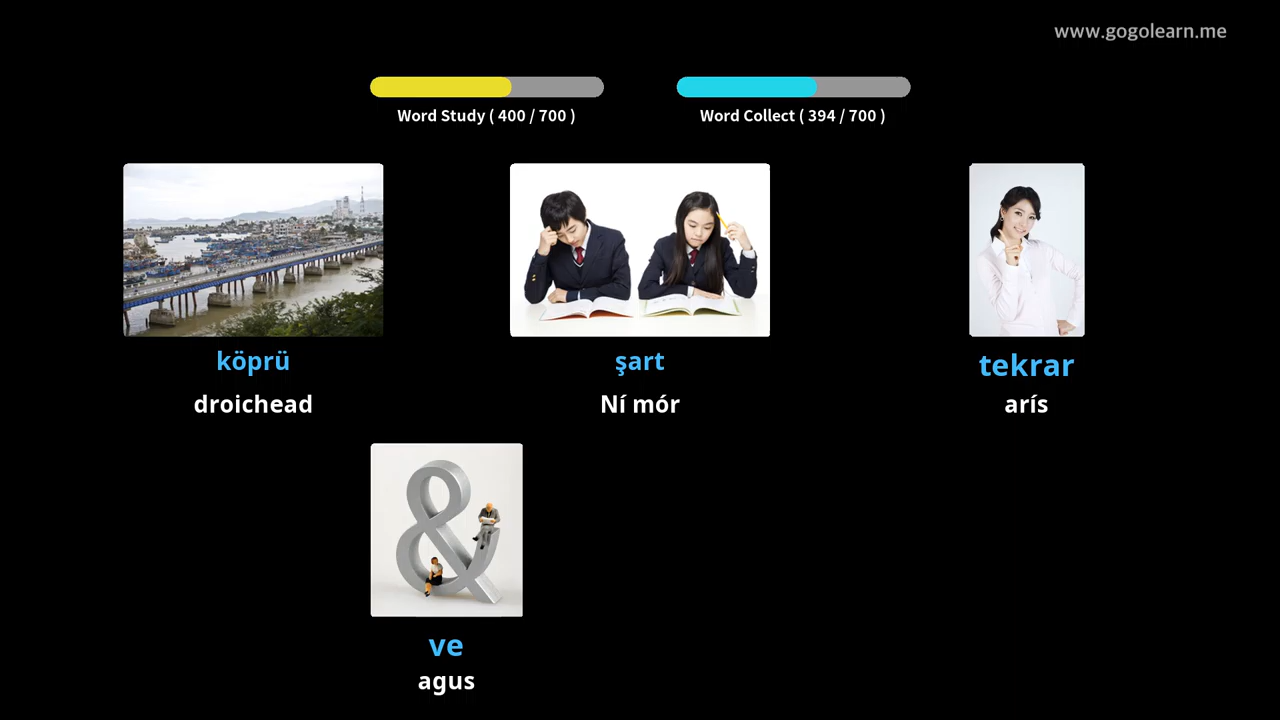 www.gogolearn.me
Word Study ( 400 / 700 )
Word Collect ( 394 / 700 )
köprü
droichead
şart
Ní mór
tekrar
arís
&
ve
agus